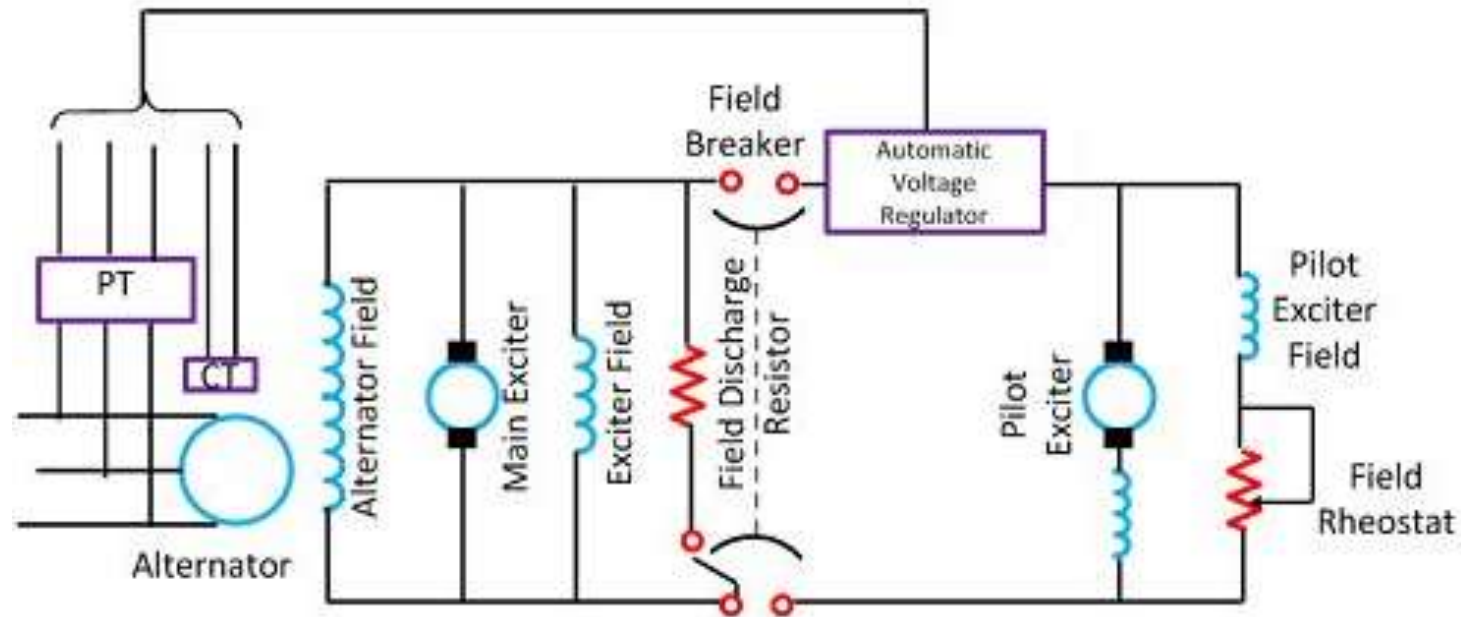 Field
Breaker
Automatic
Voltage
Regulator
PT
CT
Alternator
Alternator Field
Main Exciter
Exciter Field
Field Discharge
Resistor
Pilot
Exciter
Pilot
Exciter
Field
Field
Rheostat